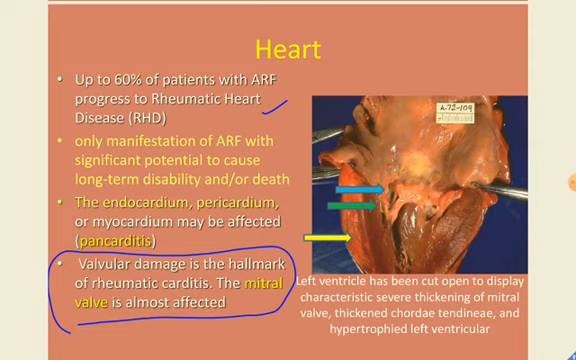 Heart
• Up to 60% of patients with ARF
progress to Rheumatic Heart
Disease (RHD)
• only manifestation of ARF with
significant potential to cause
long-term disability and/or death
• The endocardium, pericardium,
or myocardium may be affected
(pancarditis)
• Valvular damage is the hallmark
of rheumatic carditis. The mitral
valve is almost affected
Left ventricle has been cut open to display
characteristic severe thickening of mitral
valve, thickened chordae tendineae, and
hypertrophied left ventricular